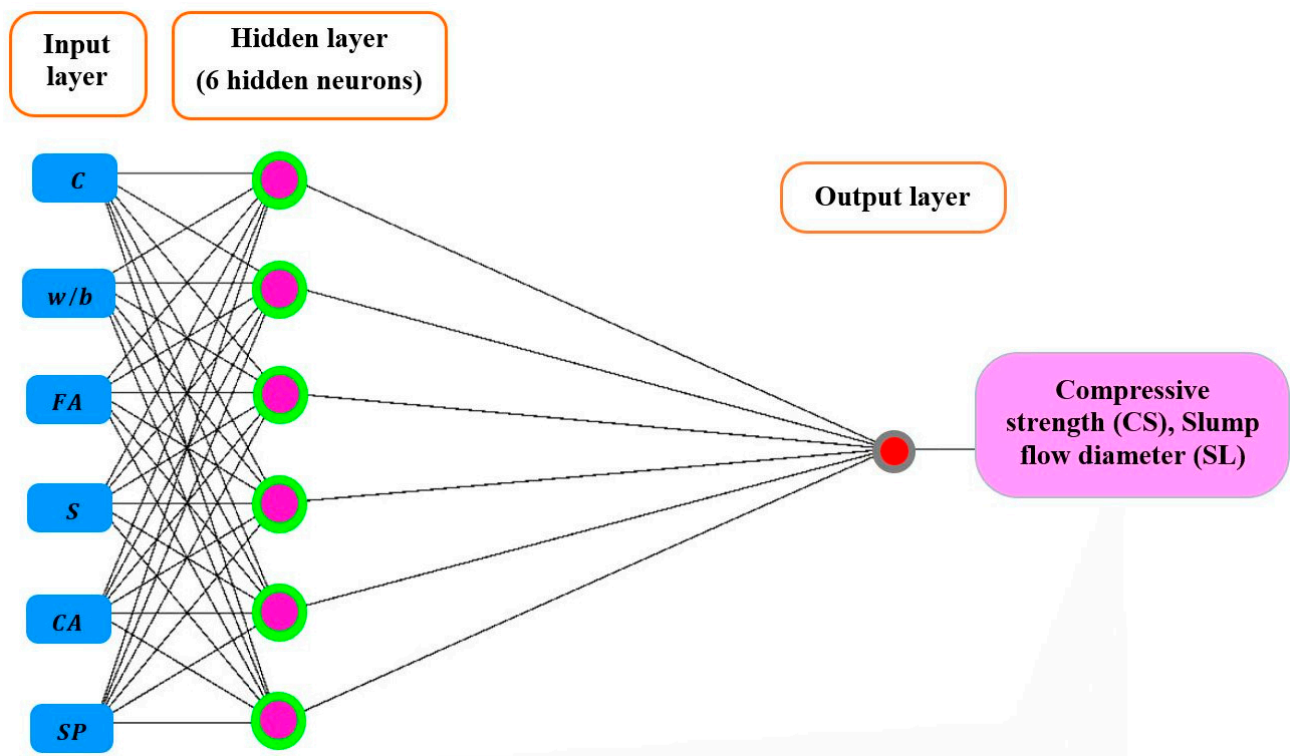 Input
layer
Hidden layer
(6 hidden neurons)
C
w/b
FA
S
CA
SP
Output layer
Compressive
strength (CS), Slump
flow diameter (SL)